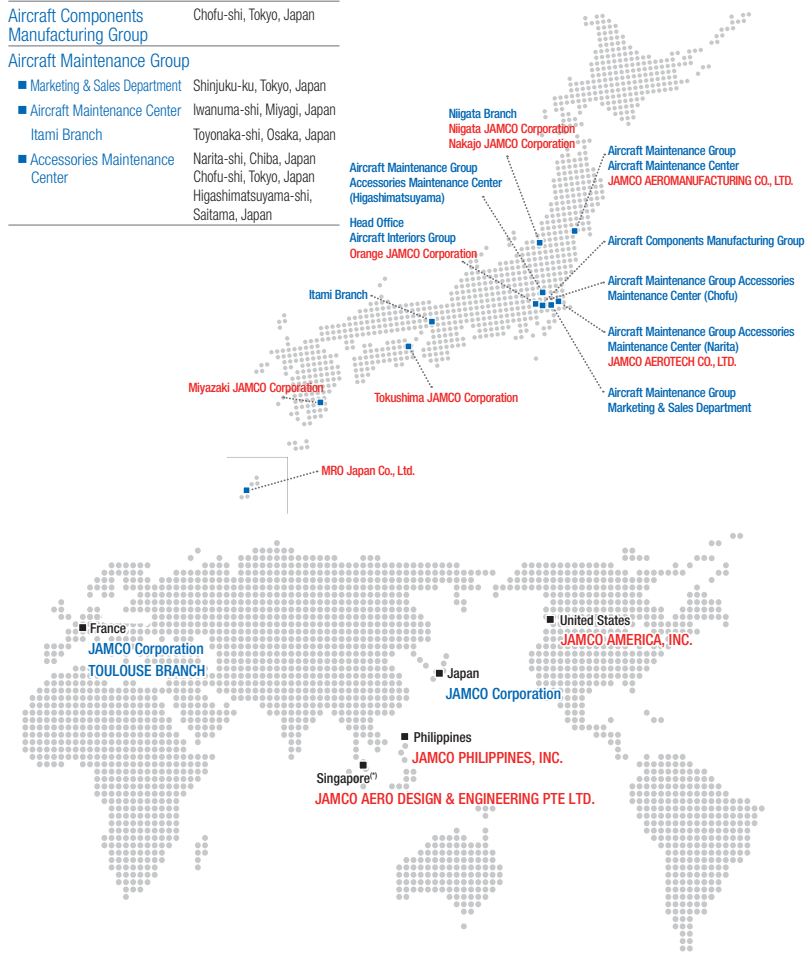 Aircraft Components
Manufacturing Group
Chofu-shi, Tokyo, Japan
Aircraft Maintenance Group
■ Marketing & Sales Department Shinjuku-ku, Tokyo, Japan
■ Aircraft Maintenance Center Iwanuma-shi, Miyagi, Japan
Itami Branch Toyonaka-shi, Osaka, Japan
■ Accessories Maintenance
Center
Narita-shi, Chiba, Japan
Chofu-shi, Tokyo, Japan
Higashimatsuyama-shi,
Saitama, Japan
Niigata Branch
Niigata JAMCO Corporation
Nakajo JAMCO Corporation
Aircraft Maintenance Group
Aircraft Maintenance Center
JAMCO AEROMANUFACTURING CO., LTD.
Aircraft Maintenance Group
Accessories Maintenance Center
(Higashimatsuyama)
Head Office
Aircraft Interiors Group
Orange JAMCO Corporation
Aircraft Components Manufacturing Group
Aircraft Maintenance Group Accessories
Maintenance Center (Chofu)
Itami Branch
Aircraft Maintenance Group Accessories
Maintenance Center (Narita)
JAMCO AEROTECH CO., LTD.
Miyazaki JAMCO Corporation
Tokushima JAMCO Corporation
Aircraft Maintenance Group
Marketing & Sales Department
MRO Japan Co., Ltd.
France
JAMCO Corporation
TOULOUSE BRANCH
United States
JAMCO AMERICA, INC.
Japan
JAMCO Corporation
Philippines
JAMCO PHILIPPINES, INC.
Singapore(*)
JAMCO AERO DESIGN & ENGINEERING PTE LTD.